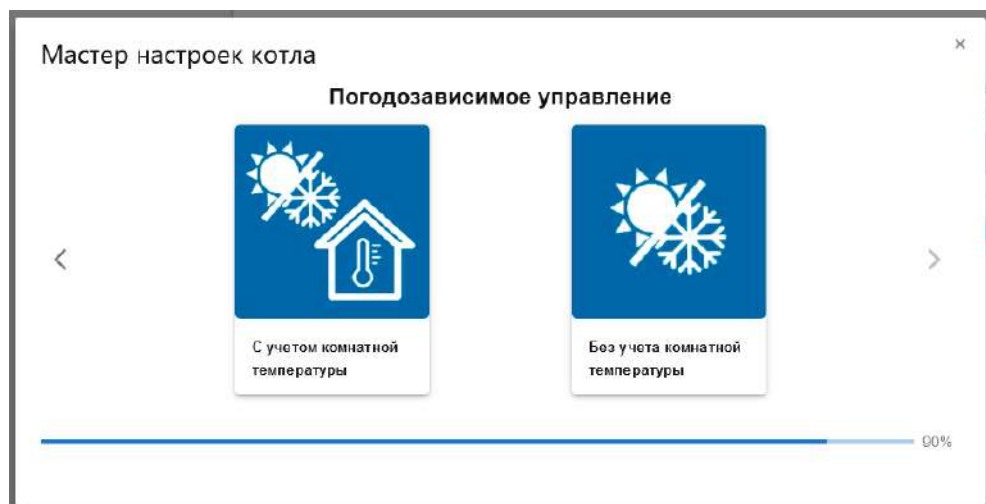 Мастер настроек котла
×
Погодозависимое управление
С учетом комнатной
температуры
Без учета комнатной
температуры
90%